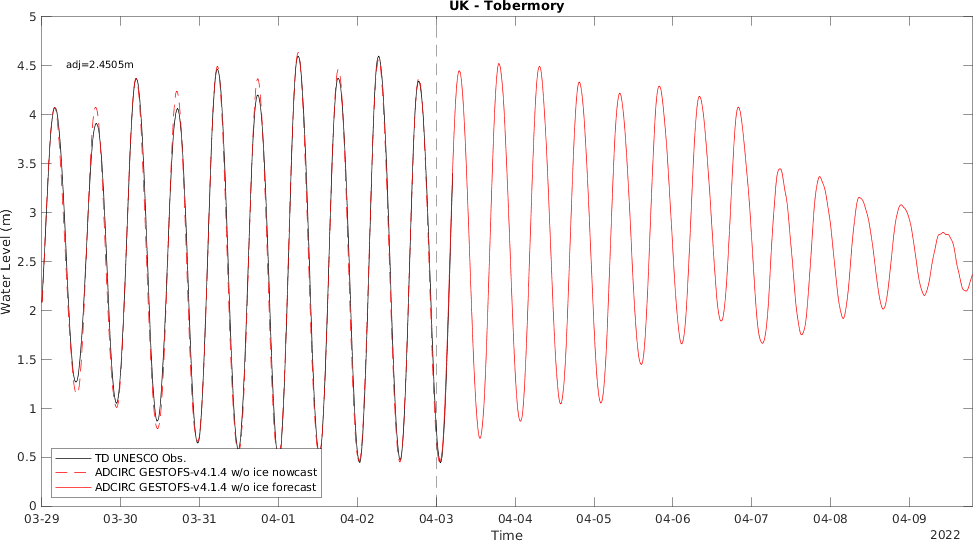 UK - Tobermory
5
4.5
4
3.5
3
2.5
2
1.5
1
0.5
0
Water Level (m)
adj=2.4505m
TD UNESCO Obs.
ADCIRC GESTOFS-v4.1.4 w/o ice nowcast
ADCIRC GESTOFS-v4.1.4 w/o ice forecast
03-29 03-30 03-31 04-01 04-02 04-03 04-04 04-05 04-06 04-07 04-08 04-09
Time
2022